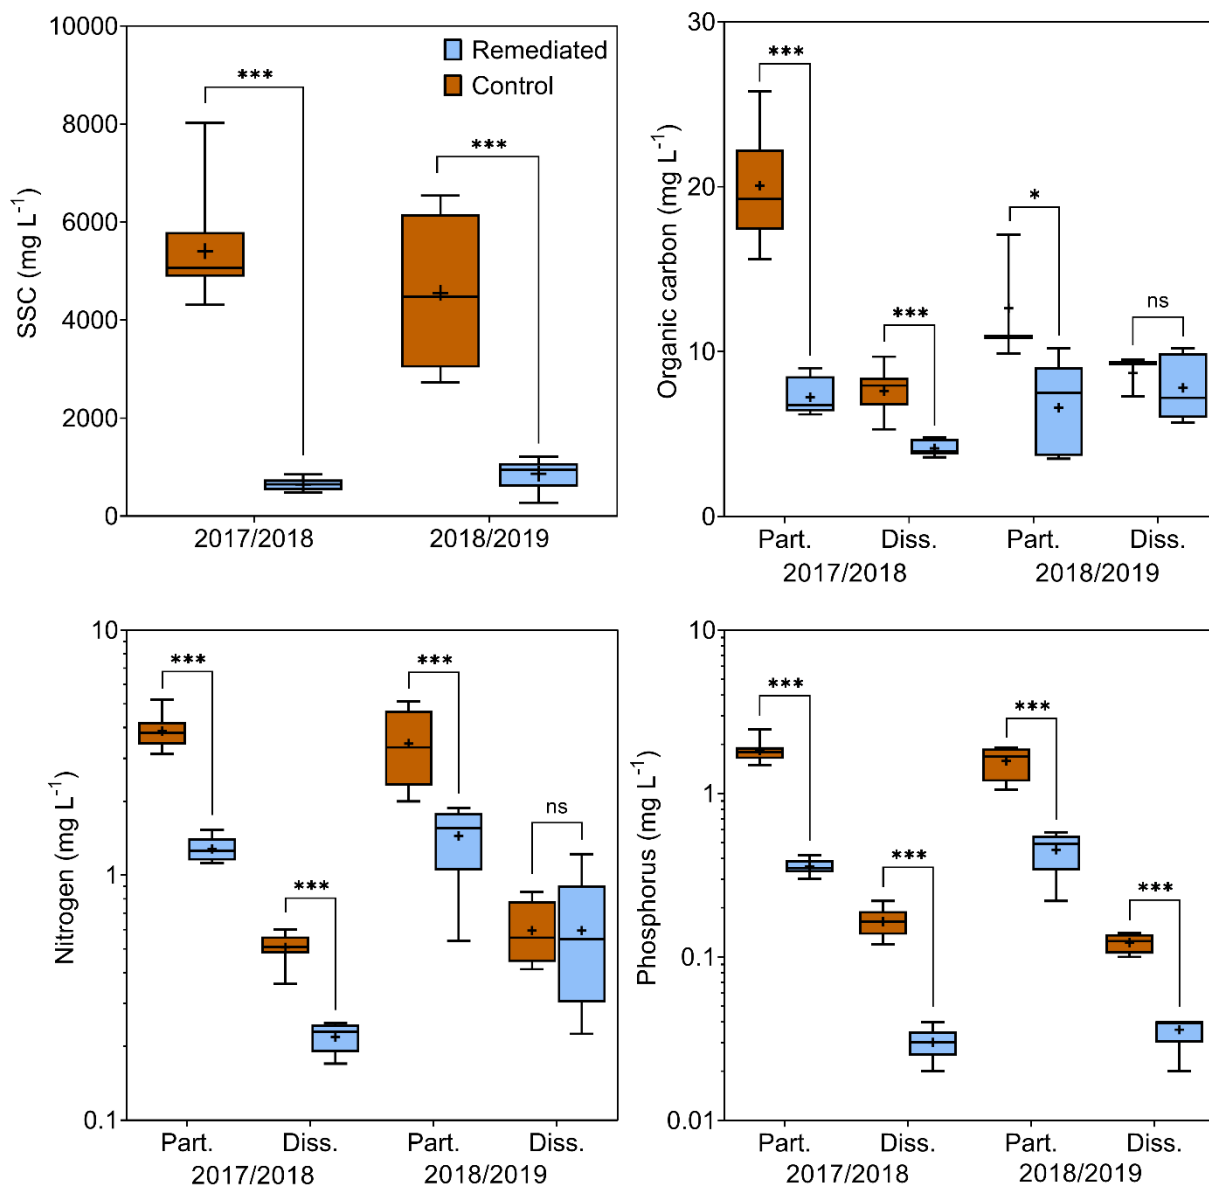 SSC (mg L⁻¹)
10000
8000
6000
4000
2000
0
Remediated
Control
***
***
2017/2018
2018/2019
Organic carbon (mg L⁻¹)
30
20
10
0
***
***
*
ns
Part.
Diss.
Part.
Diss.
2017/2018
2018/2019
Nitrogen (mg L⁻¹)
10
1
0.1
***
***
***
ns
Part.
Diss.
Part.
Diss.
2017/2018
2018/2019
Phosphorus (mg L⁻¹)
10
1
0.1
0.01
***
***
***
***
Part.
Diss.
Part.
Diss.
2017/2018
2018/2019